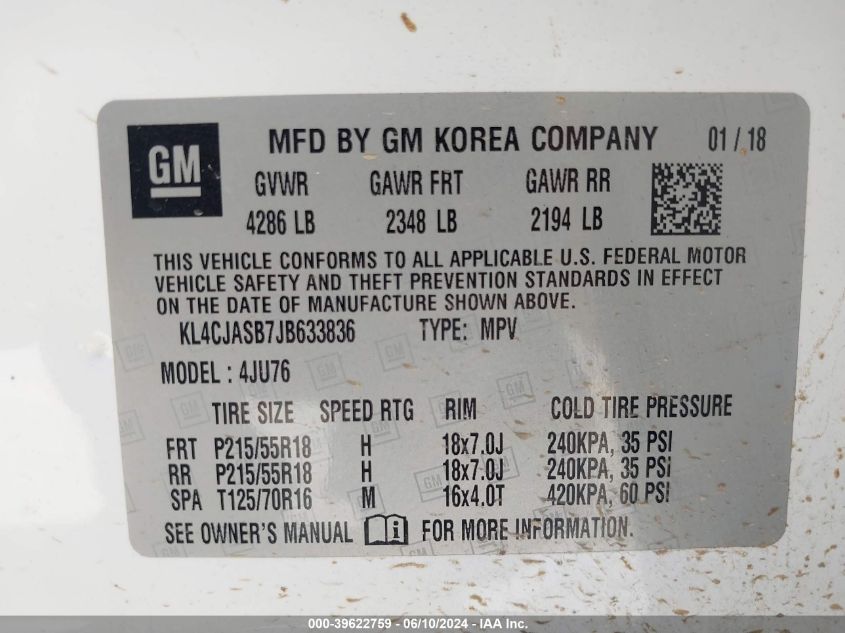 GM
MFD BY GM KOREA COMPANY 01 / 18
GVWR GAWR FRT GAWR RR
4286 LB 2348 LB 2194 LB
THIS VEHICLE CONFORMS TO ALL APPLICABLE U.S. FEDERAL MOTOR
VEHICLE SAFETY AND THEFT PREVENTION STANDARDS IN EFFECT
ON THE DATE OF MANUFACTURE SHOWN ABOVE.
KL4CJASB7JB633836 TYPE: MPV
MODEL : 4JU76
TIRE SIZE SPEED RTG RIM COLD TIRE PRESSURE
FRT P215/55R18 H 18x7.0J 240KPA, 35 PSI
RR P215/55R18 H 18x7.0J 240KPA, 35 PSI
SPA T125/70R16 M 16x4.0T 420KPA, 60 PSI
SEE OWNER'S MANUAL FOR MORE INFORMATION.
000-39622759 - 06/10/2024 - IAA Inc.